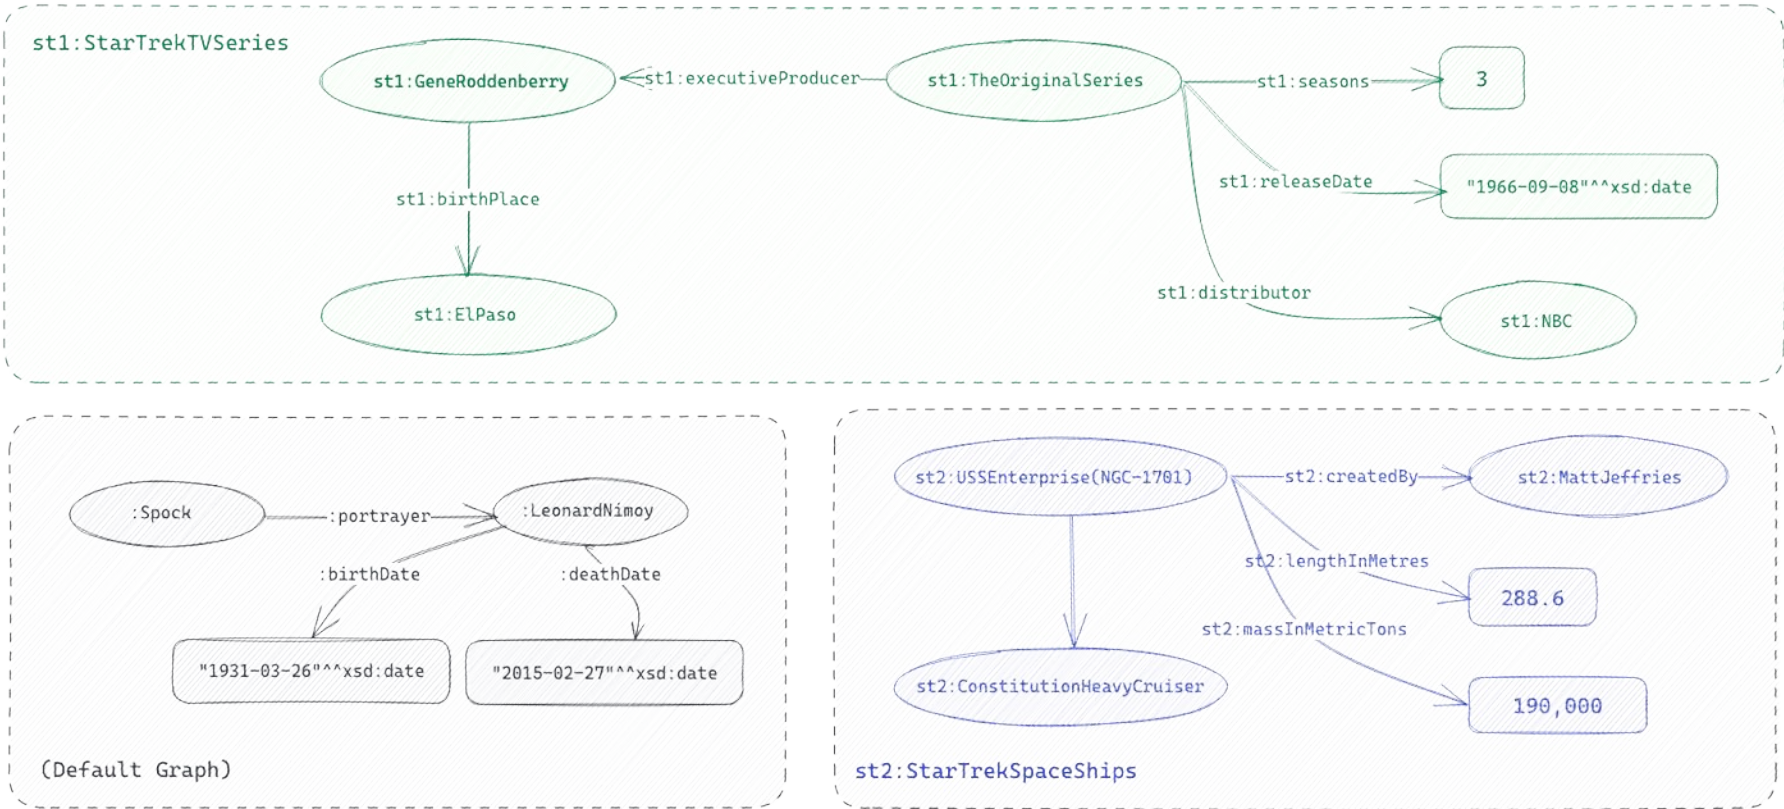 st1:StarTrekTVSeries
st1:GeneRoddenberry
st1:executiveProducer
st1:TheOriginalSeries
st1:seasons
3
st1:releaseDate
"1966-09-08"^^xsd:date
st1:birthPlace
st1:distributor
st1:ElPaso
st1:NBC
:Spock
:portrayer
:LeonardNimoy
:birthDate
:deathDate
"1931-03-26"^^xsd:date
"2015-02-27"^^xsd:date
(Default Graph)
st2:USSEnterprise(NGC-1701)
st2:createdBy
st2:MattJeffries
st2:lengthInMetres
288.6
st2:massInMetricTons
st2:ConstitutionHeavyCruiser
190,000
st2:StarTrekSpaceShips